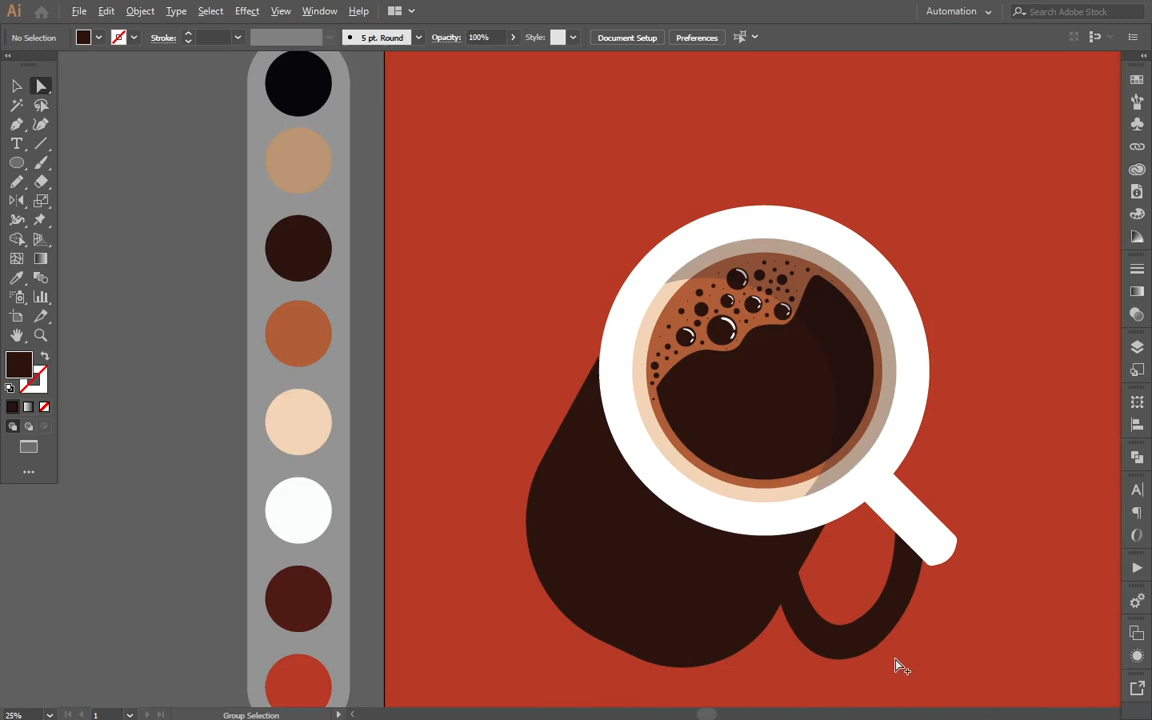 Ai File Edit Object Type Select Effect View Window Help Automation Search Adobe Stock
No Selection Stroke: 5 pt. Round Opacity: 100% Style: Document Setup Preferences
25% 1 Group Selection